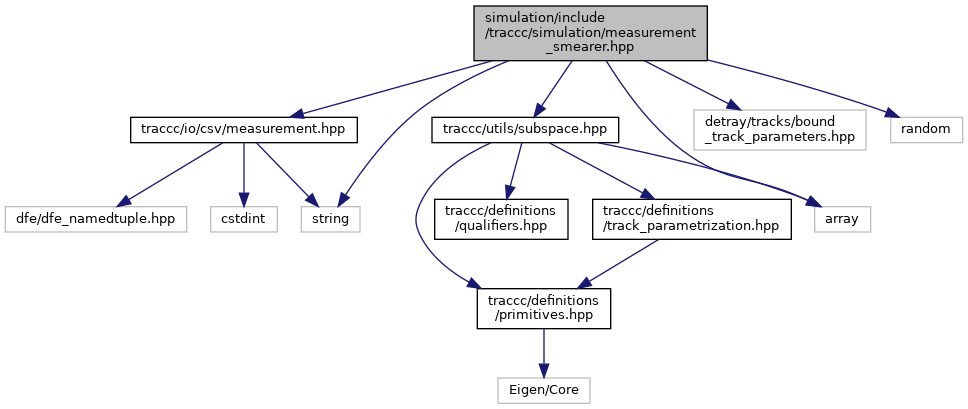 simulation/include
/traccc/simulation/measurement
_smearer.hpp
traccc/io/csv/measurement.hpp
traccc/utils/subspace.hpp
detray/tracks/bound
_track_parameters.hpp
random
dfe/dfe_namedtuple.hpp
cstdint
string
traccc/definitions
/qualifiers.hpp
traccc/definitions
/track_parametrization.hpp
array
traccc/definitions
/primitives.hpp
Eigen/Core